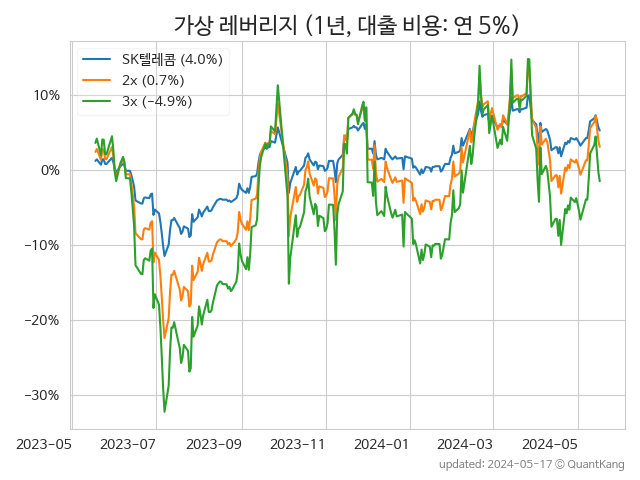 가상 레버리지 (1년, 대출 비용: 연 5%)
SK텔레콤 (4.0%)
2x (0.7%)
3x (−4.9%)
10%
0%
−10%
−20%
−30%
2023−05 2023−07 2023−09 2023−11 2024−01 2024−03 2024−05
updated: 2024−05−17 © QuantKang